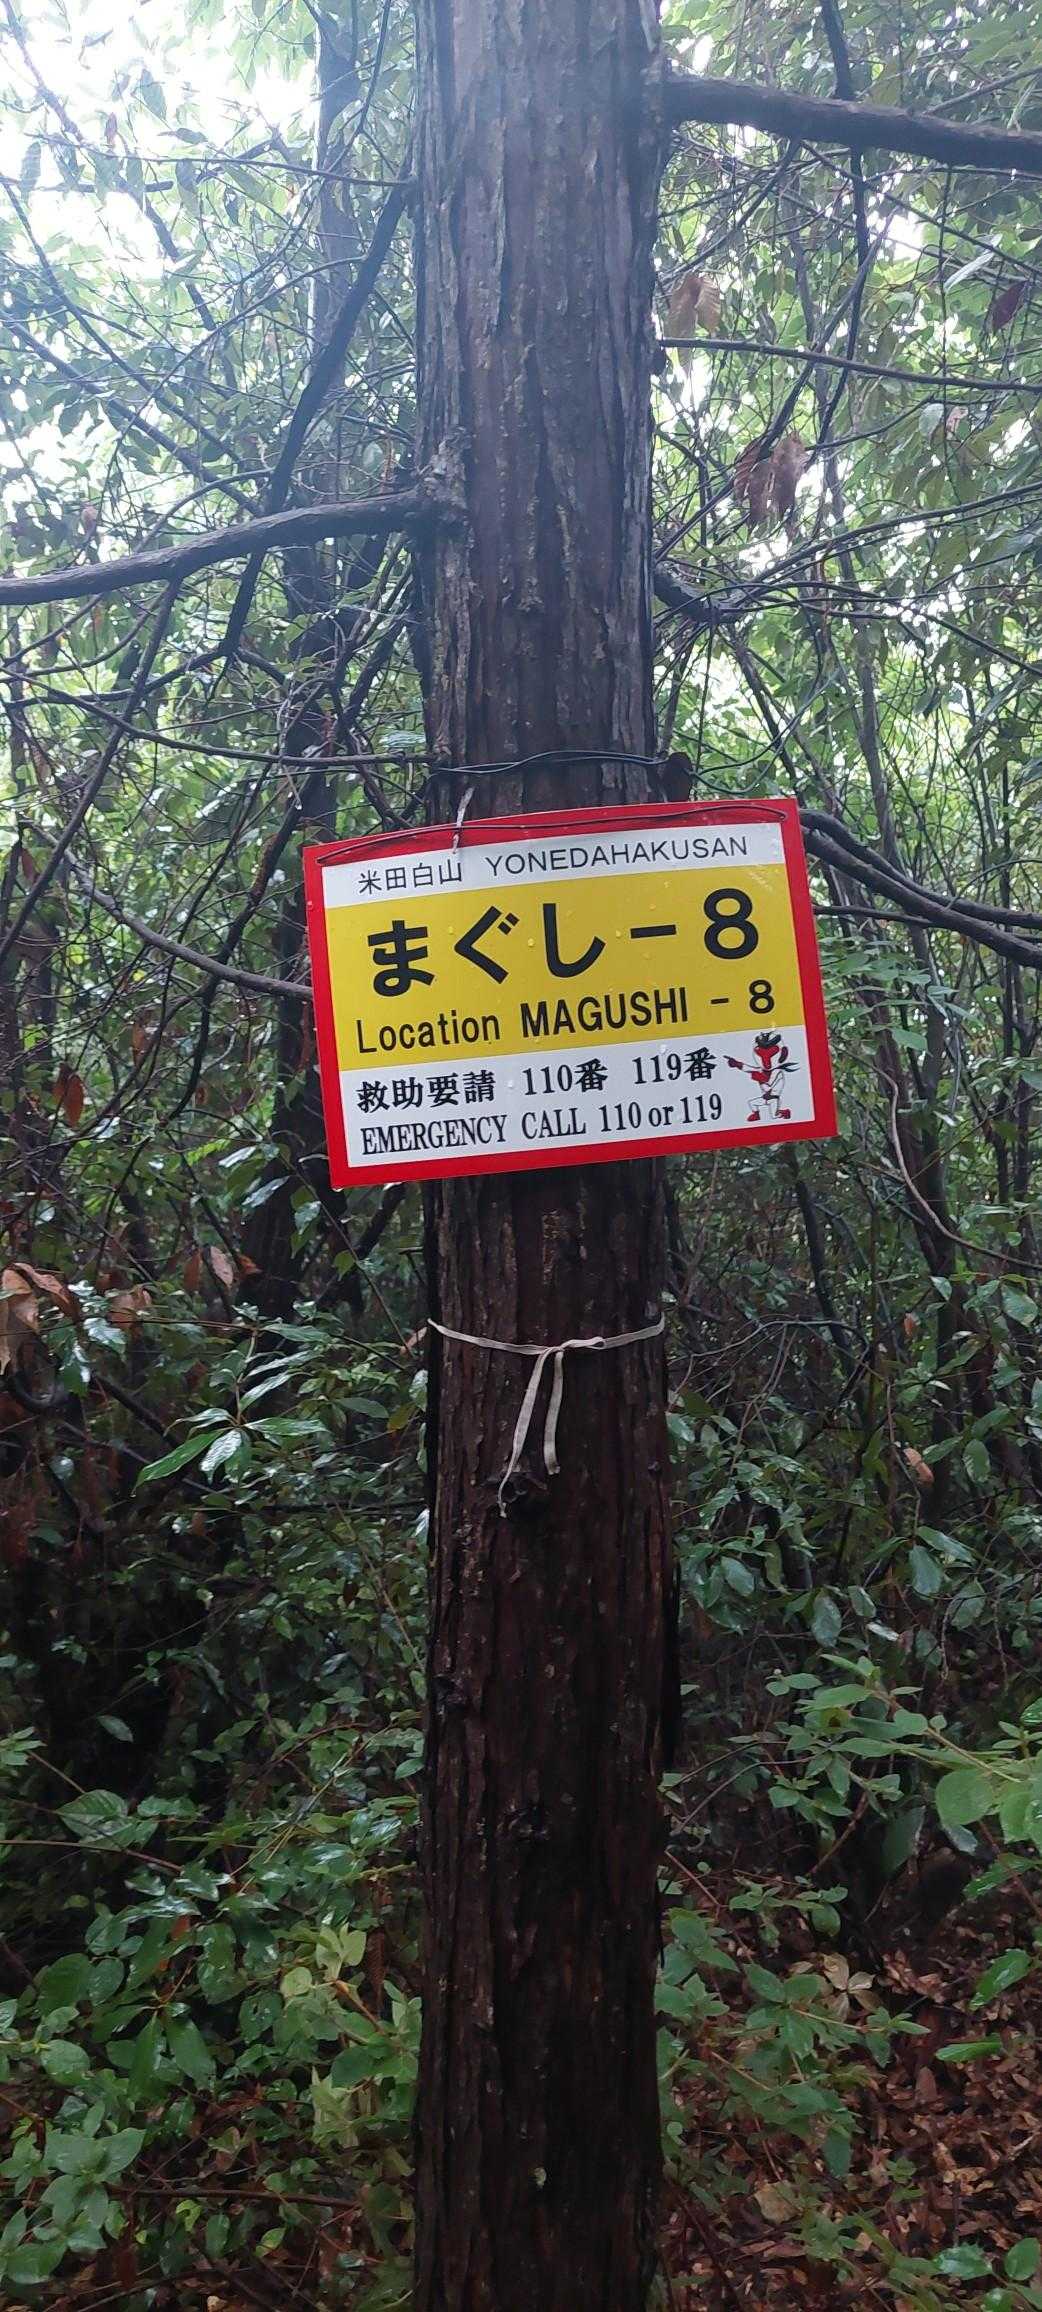 米田白山 YONEDAHAKUSAN
まぐし-8
Location MAGUSHI - 8
救助要請 110番 119番
EMERGENCY CALL 110 or 119